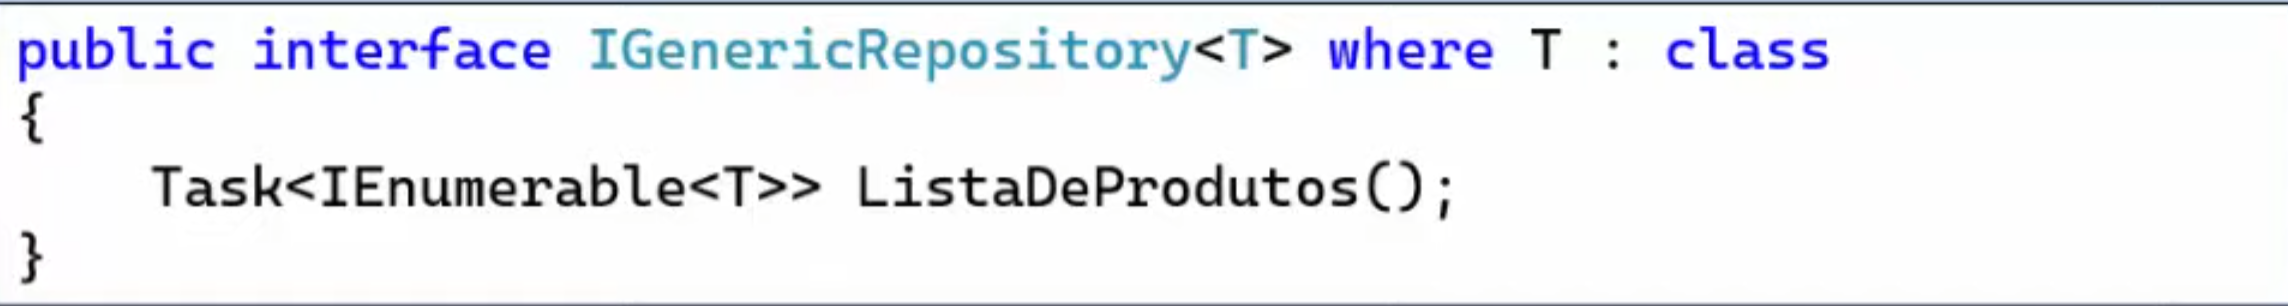 public interface IGenericRepository<T> where T : class
{
    Task<IEnumerable<T>> ListaDeProdutos();
}